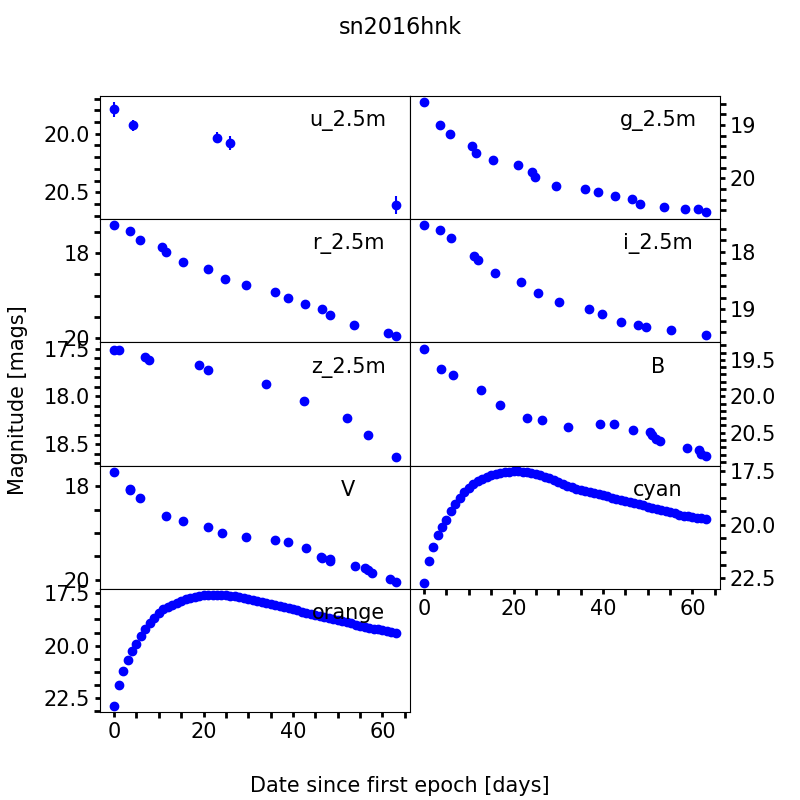 sn2016hnk
u_2.5m
g_2.5m
20.0
20.5
19
20
r_2.5m
i_2.5m
18
20
18
19
z_2.5m
B
17.5
18.0
18.5
19.5
20.0
20.5
V
cyan
18
20
17.5
20.0
22.5
orange
17.5
20.0
22.5
0 20 40 60
0 20 40 60
Magnitude [mags]
Date since first epoch [days]